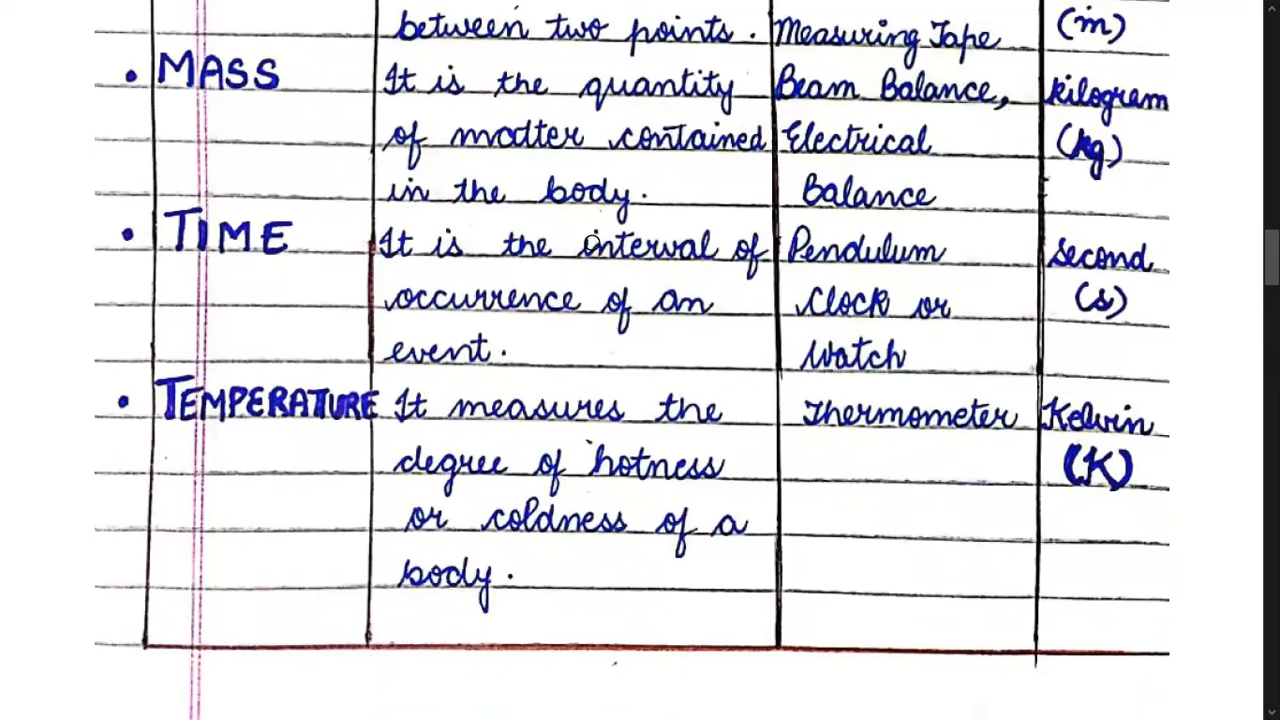 between two points. Measuring Tape (m)
• MASS It is the quantity Beam Balance, kilogram
of matter contained Electrical (kg)
in the body. Balance
• TIME It is the interval of Pendulum second
occurrence of an Clock or (s)
event. Watch
• TEMPERATURE It measures the Thermometer Kelvin
degree of hotness (K)
or coldness of a
body.